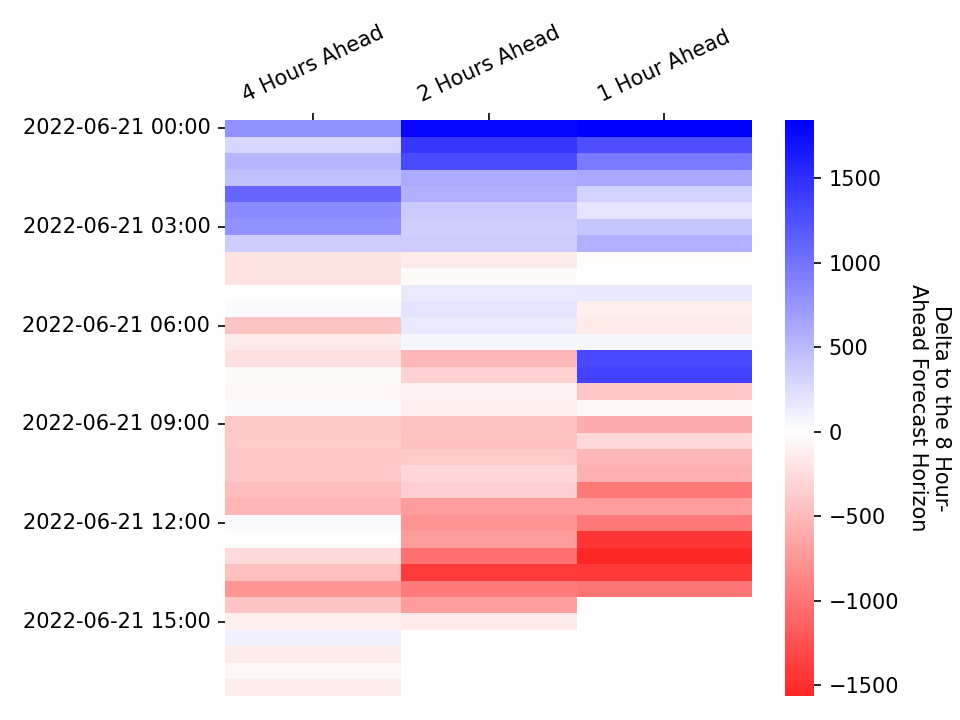 4 Hours Ahead
2 Hours Ahead
1 Hour Ahead
2022-06-21 00:00
2022-06-21 03:00
2022-06-21 06:00
2022-06-21 09:00
2022-06-21 12:00
2022-06-21 15:00
1500
1000
500
0
−500
−1000
−1500
Delta to the 8 Hour-
Ahead Forecast Horizon